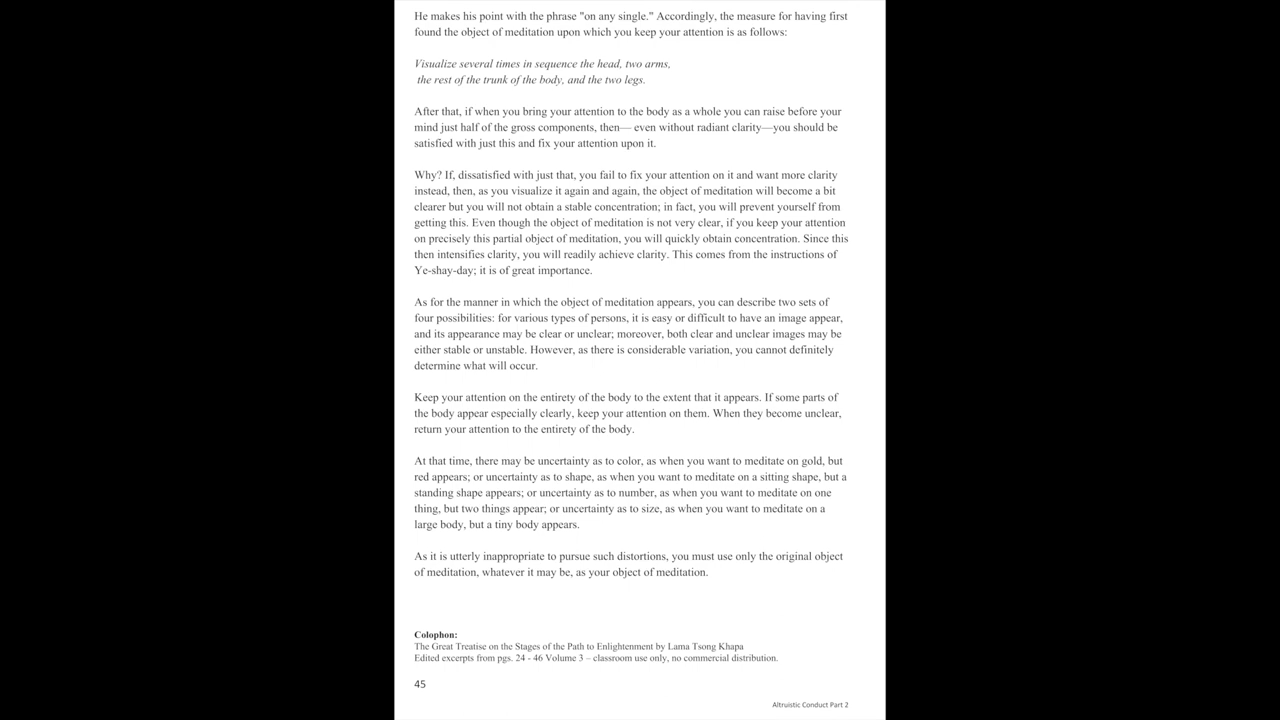 He makes his point with the phrase "on any single." Accordingly, the measure for having first
found the object of meditation upon which you keep your attention is as follows:
Visualize several times in sequence the head, two arms,
the rest of the trunk of the body, and the two legs.
After that, if when you bring your attention to the body as a whole you can raise before your
mind just half of the gross components, then— even without radiant clarity—you should be
satisfied with just this and fix your attention upon it.
Why? If, dissatisfied with just that, you fail to fix your attention on it and want more clarity
instead, then, as you visualize it again and again, the object of meditation will become a bit
clearer but you will not obtain a stable concentration; in fact, you will prevent yourself from
getting this. Even though the object of meditation is not very clear, if you keep your attention
on precisely this partial object of meditation, you will quickly obtain concentration. Since this
then intensifies clarity, you will readily achieve clarity. This comes from the instructions of
Ye-shay-day; it is of great importance.
As for the manner in which the object of meditation appears, you can describe two sets of
four possibilities: for various types of persons, it is easy or difficult to have an image appear,
and its appearance may be clear or unclear; moreover, both clear and unclear images may be
either stable or unstable. However, as there is considerable variation, you cannot definitely
determine what will occur.
Keep your attention on the entirety of the body to the extent that it appears. If some parts of
the body appear especially clearly, keep your attention on them. When they become unclear,
return your attention to the entirety of the body.
At that time, there may be uncertainty as to color, as when you want to meditate on gold, but
red appears; or uncertainty as to shape, as when you want to meditate on a sitting shape, but a
standing shape appears; or uncertainty as to number, as when you want to meditate on one
thing, but two things appear; or uncertainty as to size, as when you want to meditate on a
large body, but a tiny body appears.
As it is utterly inappropriate to pursue such distortions, you must use only the original object
of meditation, whatever it may be, as your object of meditation.
Colophon:
The Great Treatise on the Stages of the Path to Enlightenment by Lama Tsong Khapa
Edited excerpts from pgs. 24 - 46 Volume 3 – classroom use only, no commercial distribution.
45
Altruistic Conduct Part 2